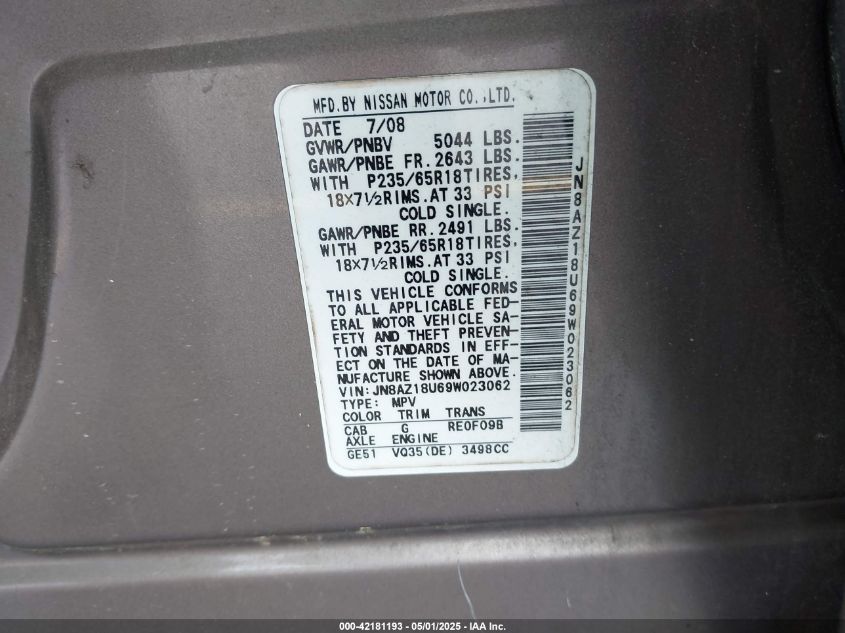 MFD.BY NISSAN MOTOR CO.,LTD.
DATE 7/08
GVWR/PNBV 5044 LBS.
GAWR/PNBE FR. 2643 LBS.
WITH P235/65R18TIRES,
18X7½RIMS.AT 33 PSI
COLD SINGLE.
GAWR/PNBE RR. 2491 LBS.
WITH P235/65R18TIRES,
18X7½RIMS.AT 33 PSI
COLD SINGLE.
THIS VEHICLE CONFORMS
TO ALL APPLICABLE FED-
ERAL MOTOR VEHICLE SA-
FETY AND THEFT PREVEN-
TION STANDARDS IN EFF-
ECT ON THE DATE OF MA-
NUFACTURE SHOWN ABOVE.
VIN:JN8AZ18U69W023062
TYPE: MPV
COLOR TRIM TRANS
CAB G RE0F09B
AXLE ENGINE
GE51 VQ35(DE) 3498CC
JN8AZ18U69W023062
000-42181193 - 05/01/2025 - IAA Inc.